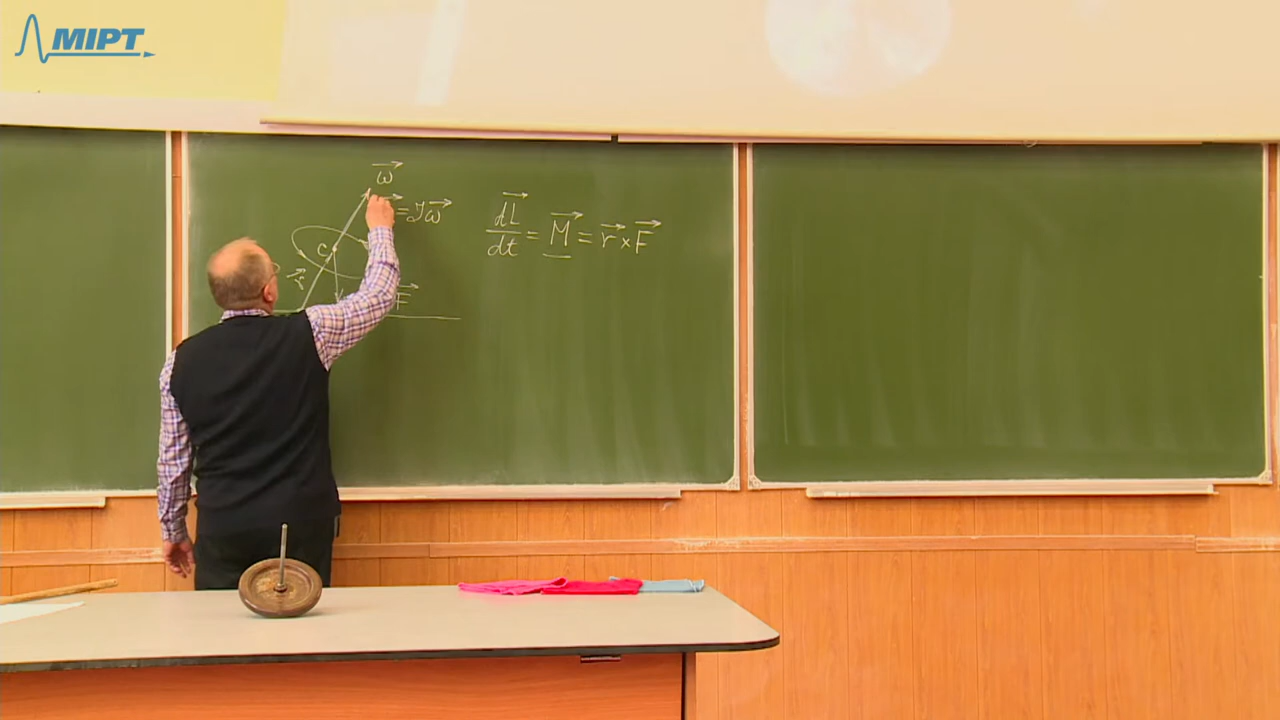 MIPT
ω⃗
= Jω⃗
dL⃗/dt = M⃗ = r⃗ × F⃗
C
r⃗
F⃗